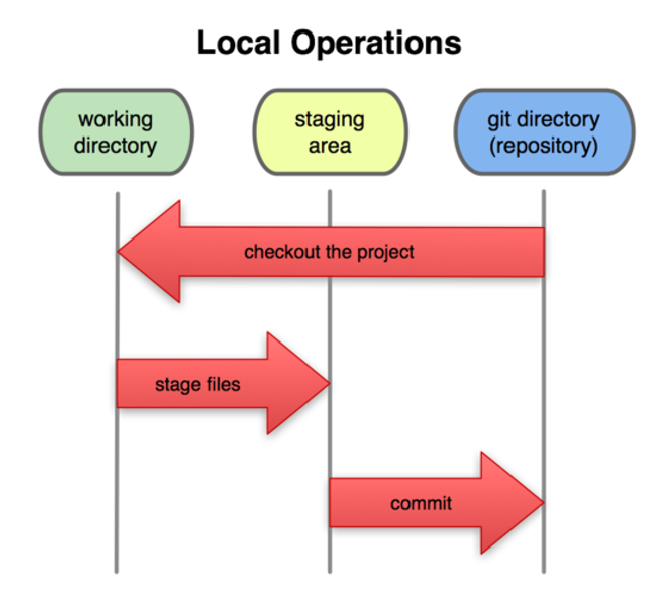 Local Operations
working
directory
staging
area
git directory
(repository)
checkout the project
stage files
commit